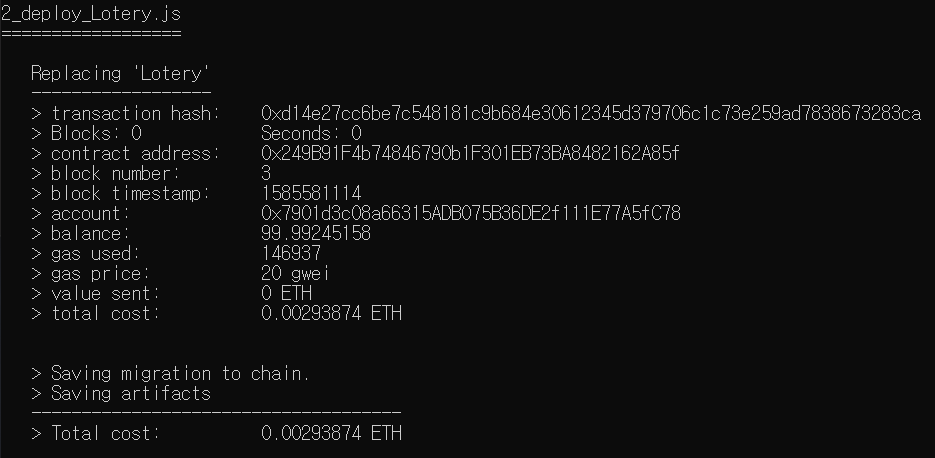 2_deploy_Lotery.js
==================
Replacing 'Lotery'
------------------
> transaction hash:    0xd14e27cc6be7c548181c9b684e30612345d379706c1c73e259ad7838673283ca
> Blocks: 0            Seconds: 0
> contract address:    0x249B91F4b74846790b1F301EB73BA8482162A85f
> block number:        3
> block timestamp:     1585581114
> account:             0x7901d3c08a66315ADB075B36DE2f111E77A5fC78
> balance:             99.99245158
> gas used:            146937
> gas price:           20 gwei
> value sent:          0 ETH
> total cost:          0.00293874 ETH
> Saving migration to chain.
> Saving artifacts
-------------------------------------
> Total cost:          0.00293874 ETH